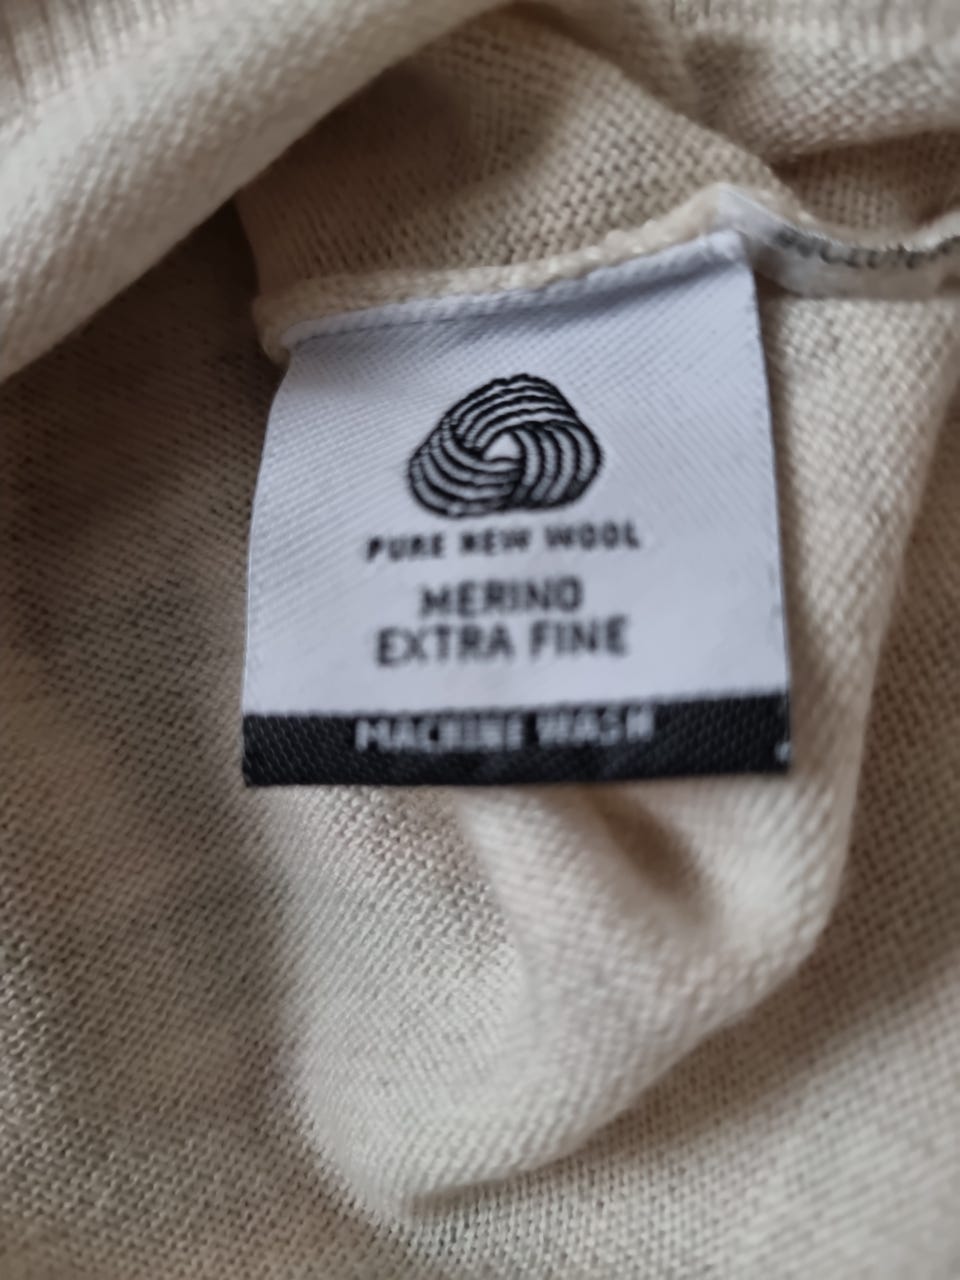 PURE NEW WOOL
MERINO
EXTRA FINE
MACHINE WASH